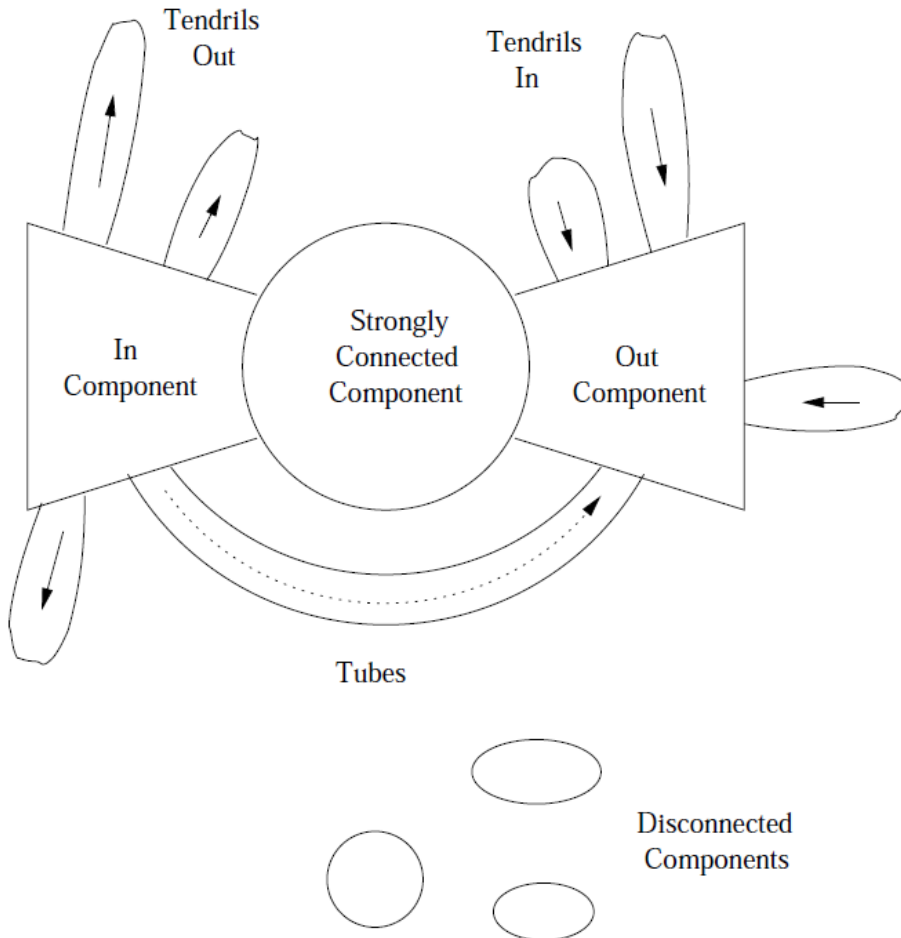 Tendrils
Out
Tendrils
In
In
Component
Strongly
Connected
Component
Out
Component
Tubes
Disconnected
Components